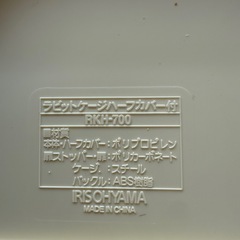 ラビットケージハーフカバー付
RKH-700
■材質
本体・ハーフカバー:ポリプロピレン
扉ストッパー・扉:ポリカーボネート
ケージ:スチール
バックル:ABS樹脂
IRISOHYAMA
MADE IN CHINA